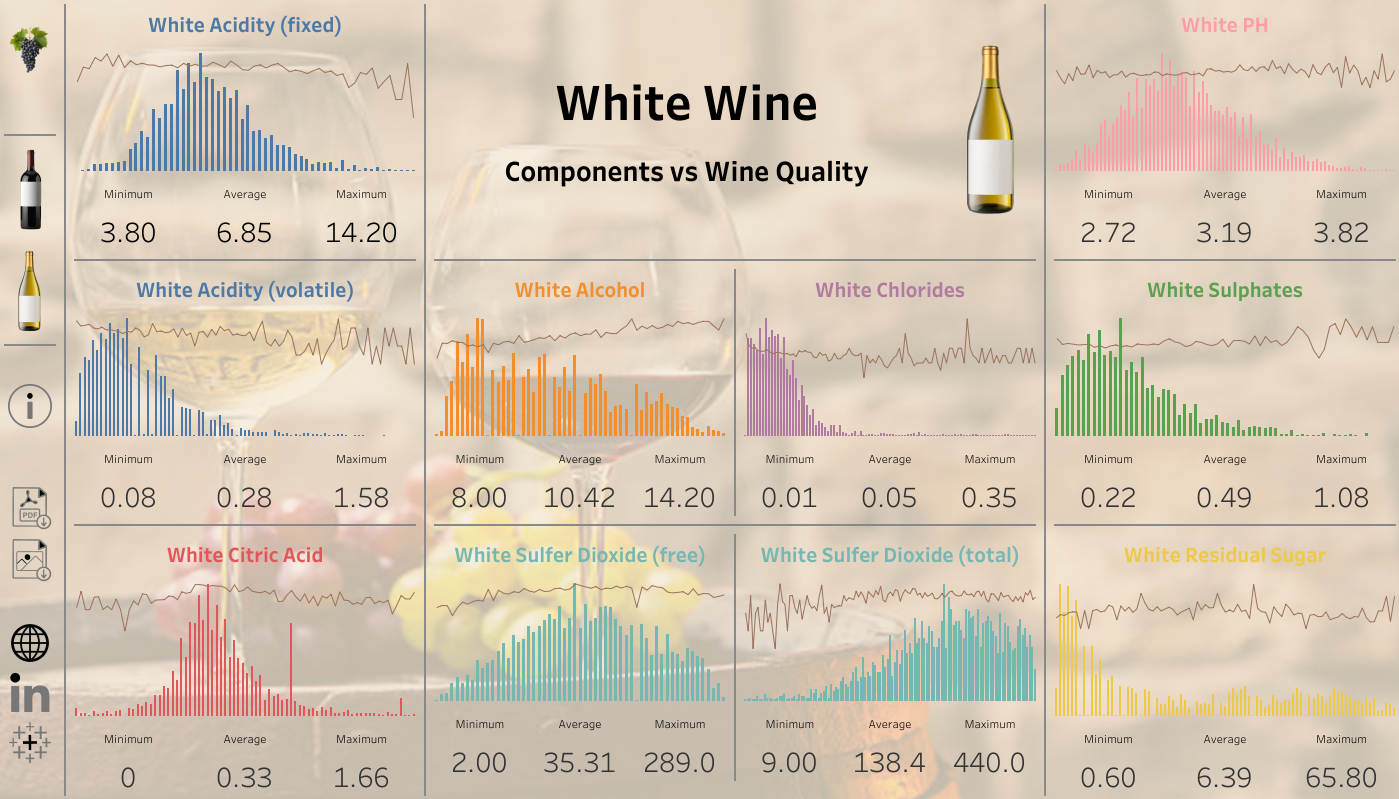 White Acidity (fixed)
Minimum Average Maximum
3.80 6.85 14.20
White Wine
Components vs Wine Quality
White PH
Minimum Average Maximum
2.72 3.19 3.82
White Acidity (volatile)
Minimum Average Maximum
0.08 0.28 1.58
White Alcohol
Minimum Average Maximum
8.00 10.42 14.20
White Chlorides
Minimum Average Maximum
0.01 0.05 0.35
White Sulphates
Minimum Average Maximum
0.22 0.49 1.08
White Citric Acid
Minimum Average Maximum
0 0.33 1.66
White Sulfer Dioxide (free)
Minimum Average Maximum
2.00 35.31 289.0
White Sulfer Dioxide (total)
Minimum Average Maximum
9.00 138.4 440.0
White Residual Sugar
Minimum Average Maximum
0.60 6.39 65.80
i
PDF
in